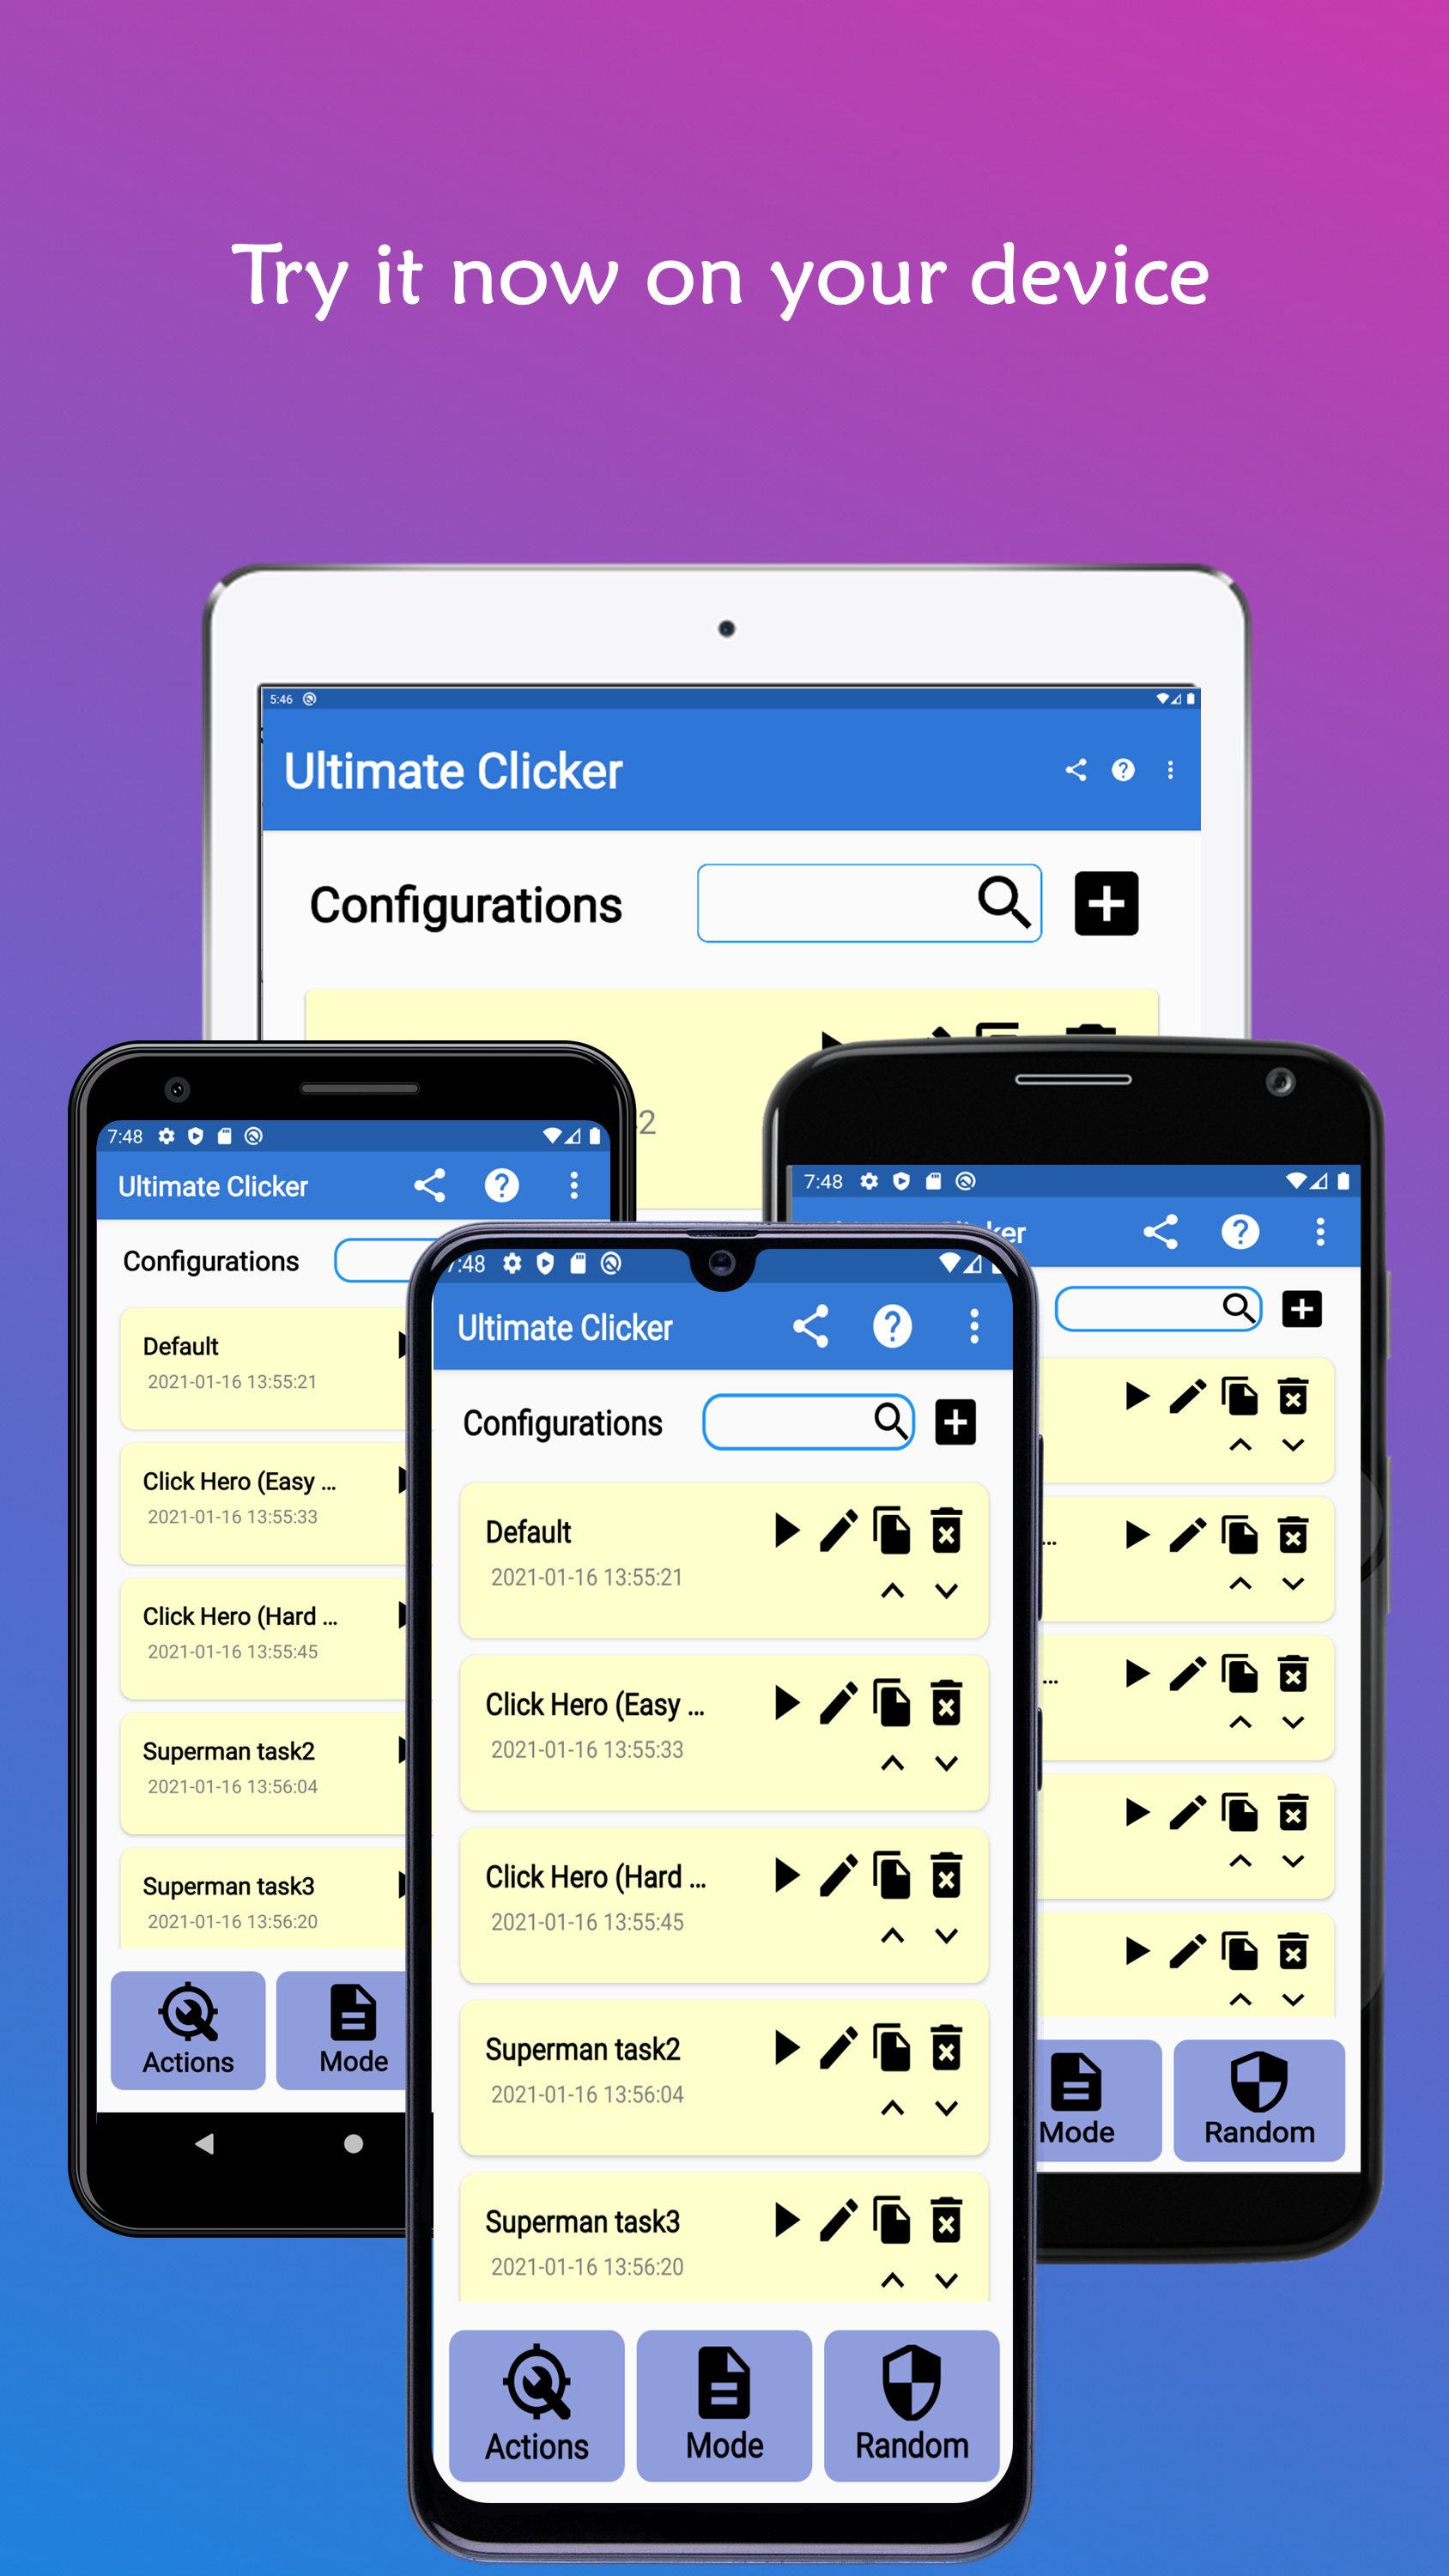 Try it now on your device
5:46
Ultimate Clicker
Configurations
2
7:48
Ultimate Clicker
Configurations
Default
2021-01-16 13:55:21
Click Hero (Easy ...
2021-01-16 13:55:33
Click Hero (Hard ...
2021-01-16 13:55:45
Superman task2
2021-01-16 13:56:04
Superman task3
2021-01-16 13:56:20
Actions
Mode
7:48
...
...
Mode
Random
:48
Ultimate Clicker
Configurations
Default
2021-01-16 13:55:21
Click Hero (Easy ...
2021-01-16 13:55:33
Click Hero (Hard ...
2021-01-16 13:55:45
Superman task2
2021-01-16 13:56:04
Superman task3
2021-01-16 13:56:20
Actions
Mode
Random